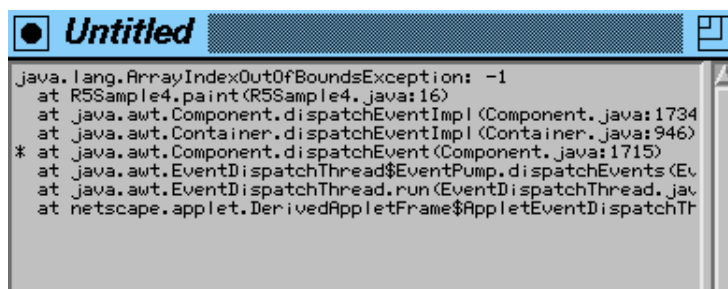 Untitled
java.lang.ArrayIndexOutOfBoundsException: -1
at R5Sample4.paint(R5Sample4.java:16)
at java.awt.Component.dispatchEventImpl(Component.java:1734
at java.awt.Container.dispatchEventImpl(Container.java:946)
* at java.awt.Component.dispatchEvent(Component.java:1715)
at java.awt.EventDispatchThread$EventPump.dispatchEvents(Ev
at java.awt.EventDispatchThread.run(EventDispatchThread.jav
at netscape.applet.DerivedAppletFrame$AppletEventDispatchTh